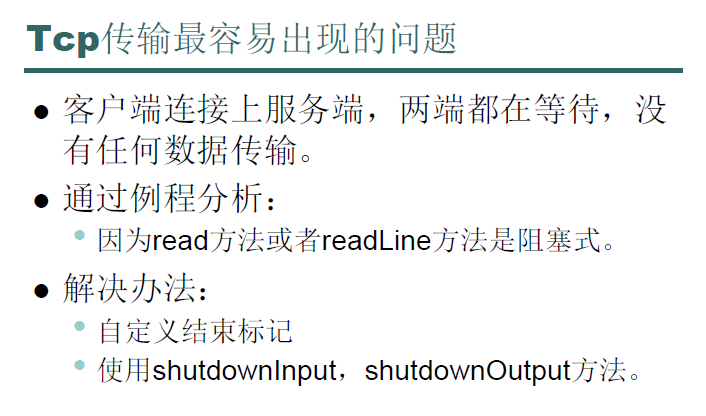 Tcp传输最容易出现的问题
客户端连接上服务端，两端都在等待，没
有任何数据传输。
通过例程分析：
因为read方法或者readLine方法是阻塞式。
解决办法：
自定义结束标记
使用shutdownInput，shutdownOutput方法。